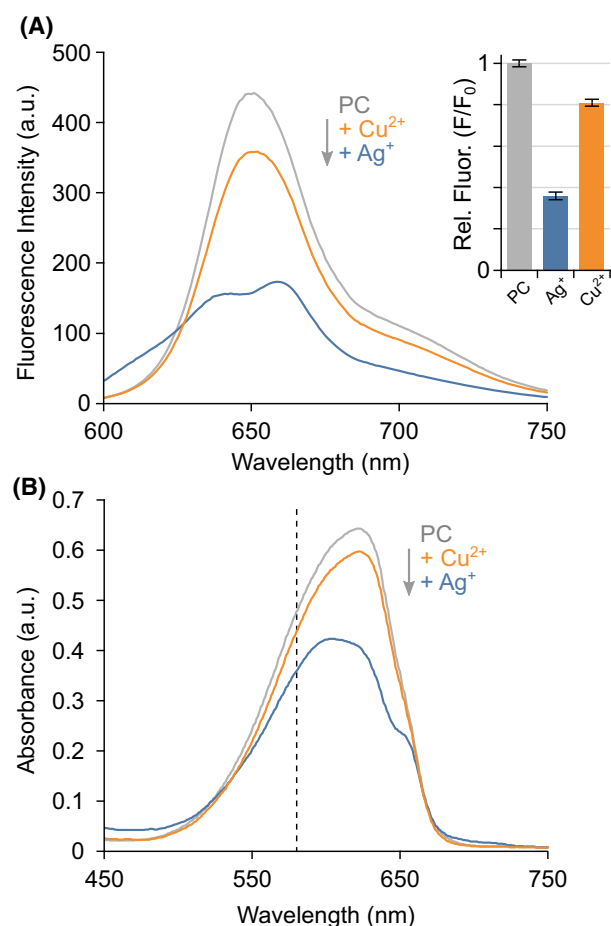 (A)
Fluorescence Intensity (a.u.)
500
400
300
200
100
0
600
650
700
750
Wavelength (nm)
PC
+ Cu²⁺
+ Ag⁺
Rel. Fluor. (F/F₀)
1
0
PC
Ag⁺
Cu²⁺
(B)
Absorbance (a.u.)
0.7
0.6
0.5
0.4
0.3
0.2
0.1
0
450
550
650
750
Wavelength (nm)
PC
+ Cu²⁺
+ Ag⁺